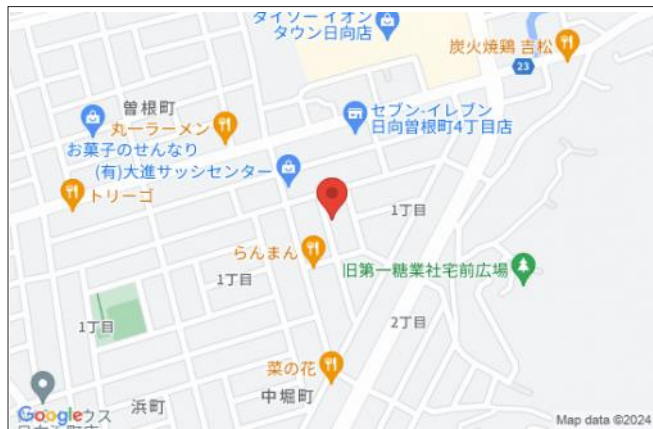 ダイソー イオン
タウン日向店
炭火焼鶏 吉松
23
曽根町
丸一ラーメン
セブン-イレブン
日向曽根町4丁目店
お菓子のせんなり
(有)大進サッシセンター
トリーゴ
1丁目
らんまん
旧第一糖業社宅前広場
1丁目
1丁目
2丁目
菜の花
中堀町
浜町
Google
ウス
Map data ©2024